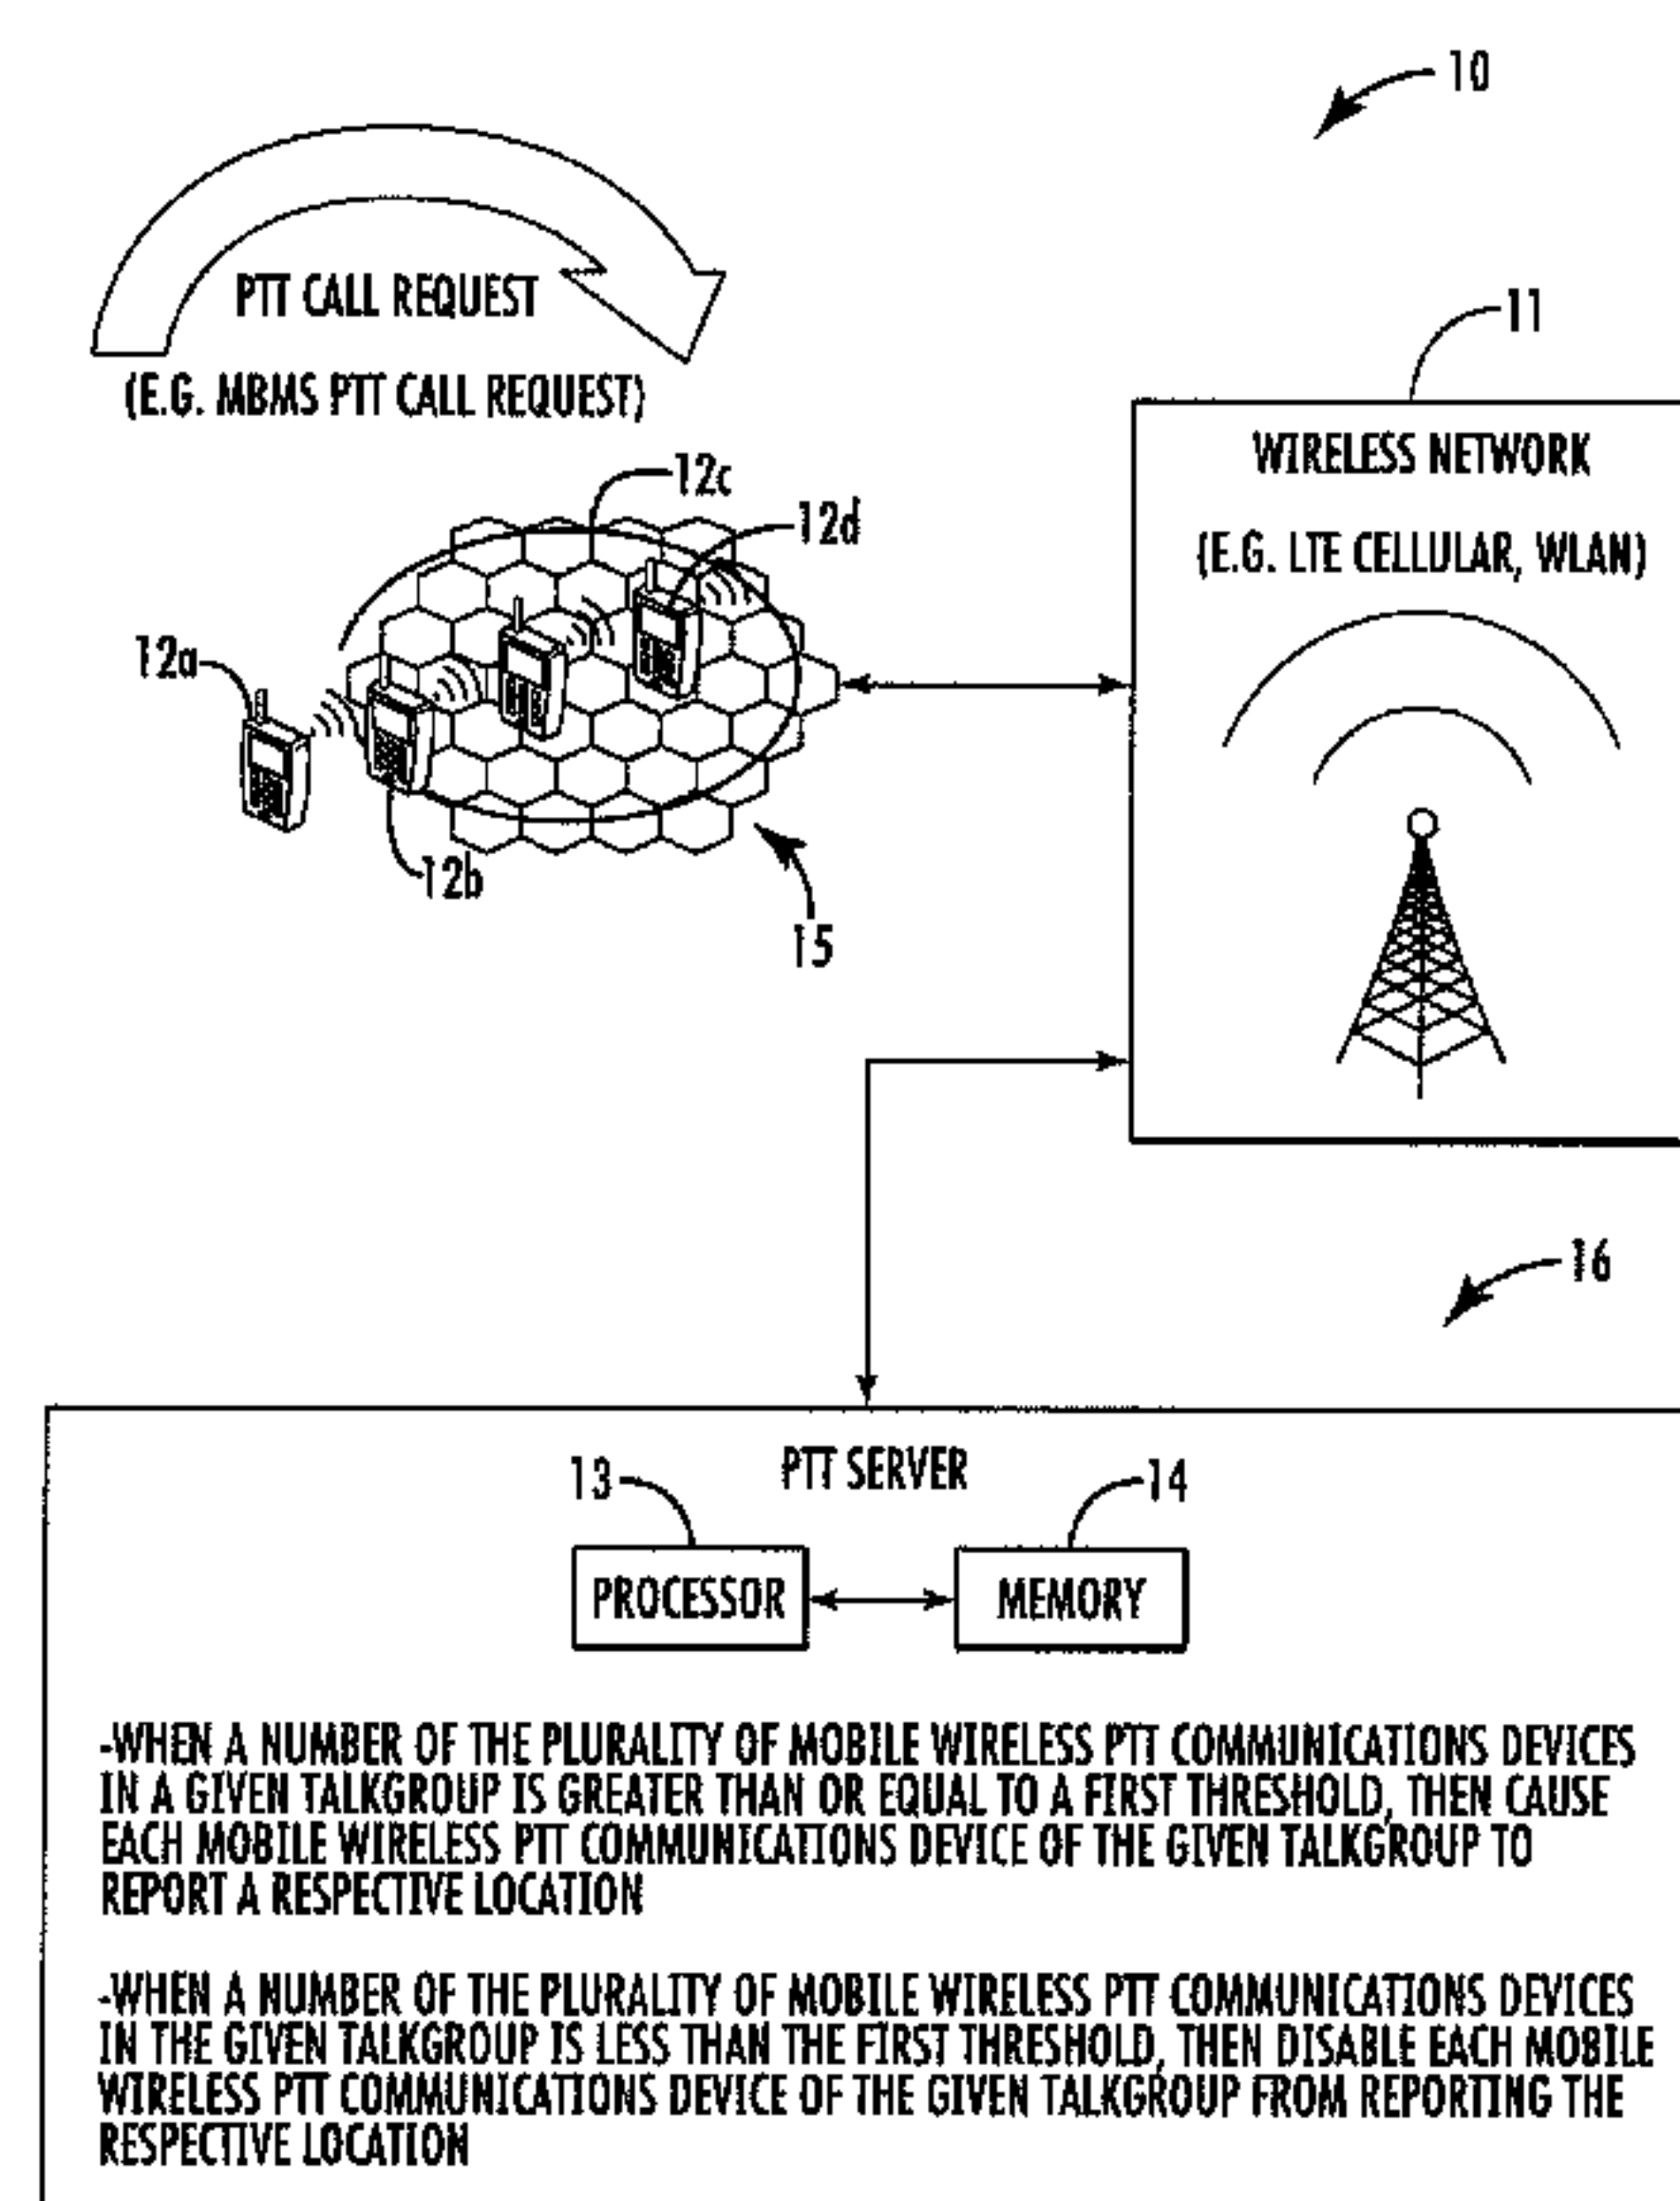 10
PTT CALL REQUEST
(E.G. MBMS PTT CALL REQUEST)
11
WIRELESS NETWORK
(E.G. LTE CELLULAR, WLAN)
12c
12d
12a
12b
15
16
PTT SERVER
13
14
PROCESSOR
MEMORY
-WHEN A NUMBER OF THE PLURALITY OF MOBILE WIRELESS PTT COMMUNICATIONS DEVICES
IN A GIVEN TALKGROUP IS GREATER THAN OR EQUAL TO A FIRST THRESHOLD, THEN CAUSE
EACH MOBILE WIRELESS PTT COMMUNICATIONS DEVICE OF THE GIVEN TALKGROUP TO
REPORT A RESPECTIVE LOCATION
-WHEN A NUMBER OF THE PLURALITY OF MOBILE WIRELESS PTT COMMUNICATIONS DEVICES
IN THE GIVEN TALKGROUP IS LESS THAN THE FIRST THRESHOLD, THEN DISABLE EACH MOBILE
WIRELESS PTT COMMUNICATIONS DEVICE OF THE GIVEN TALKGROUP FROM REPORTING THE
RESPECTIVE LOCATION